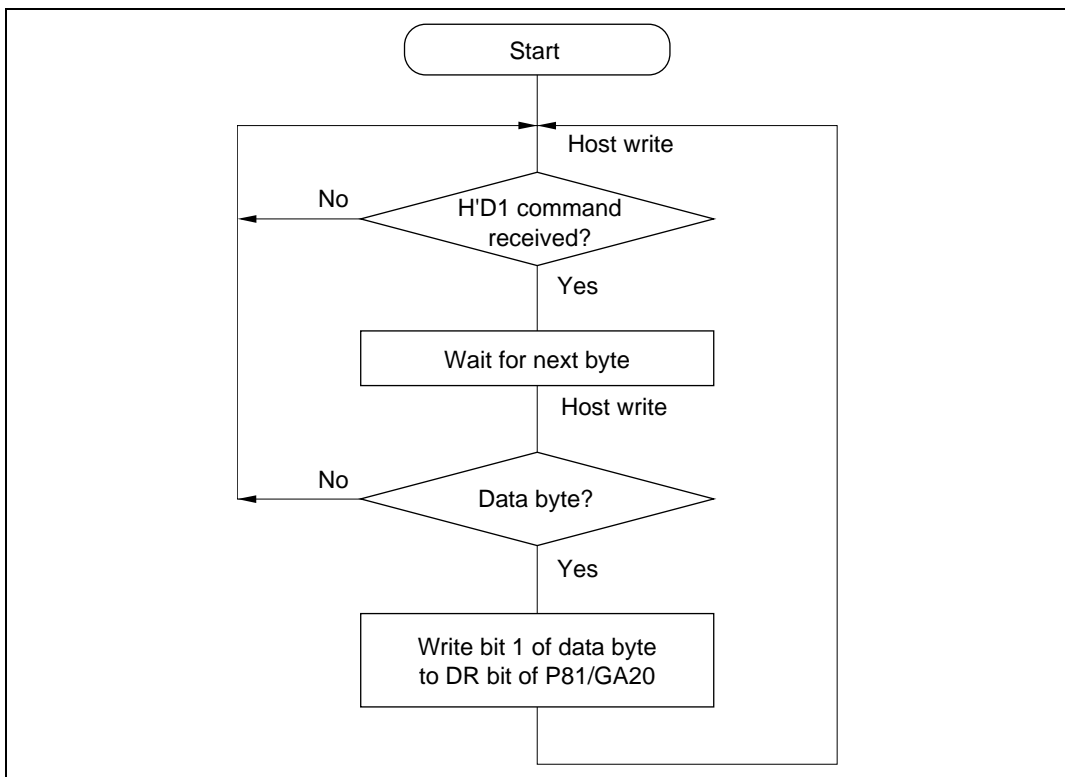 Start
Host write
No
H'D1 command
received?
Yes
Wait for next byte
Host write
No
Data byte?
Yes
Write bit 1 of data byte
to DR bit of P81/GA20